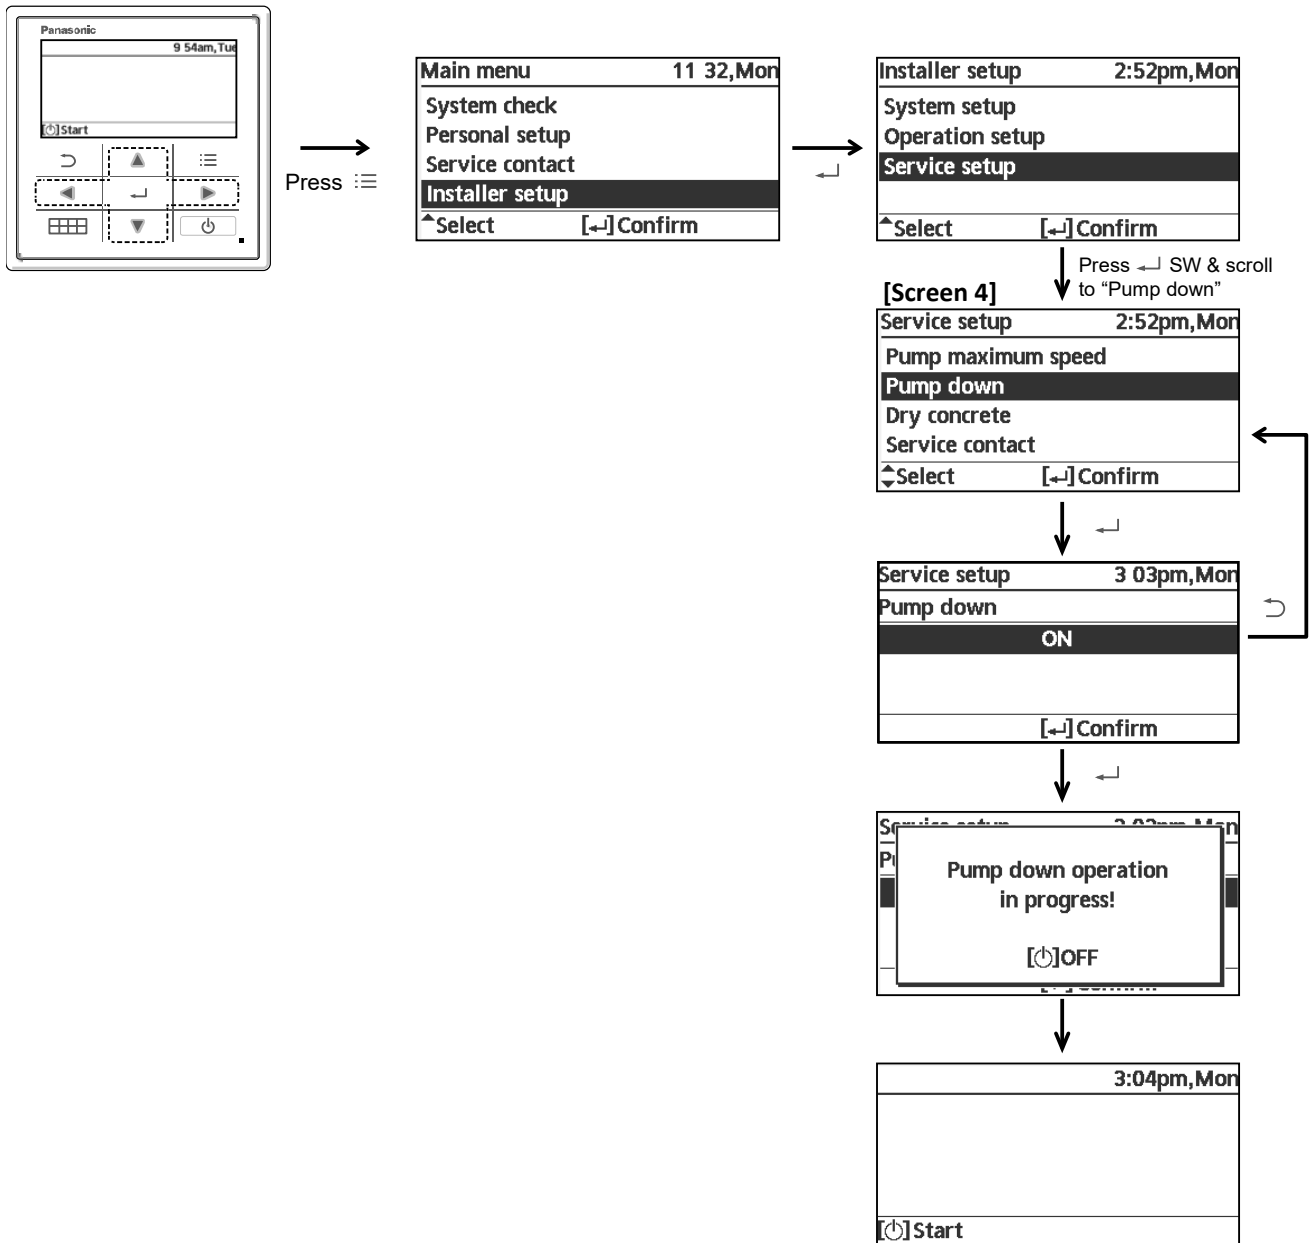 Panasonic
9 54am,Tue
[⏻]Start
Press
Main menu 11 32,Mon
System check
Personal setup
Service contact
Installer setup
Select [↵]Confirm
Installer setup 2:52pm,Mon
System setup
Operation setup
Service setup
Select [↵]Confirm
Press ↵ SW & scroll
to “Pump down”
[Screen 4]
Service setup 2:52pm,Mon
Pump maximum speed
Pump down
Dry concrete
Service contact
Select [↵]Confirm
Service setup 3 03pm,Mon
Pump down
ON
[↵]Confirm
Pump down operation
in progress!
[⏻]OFF
3:04pm,Mon
[⏻]Start